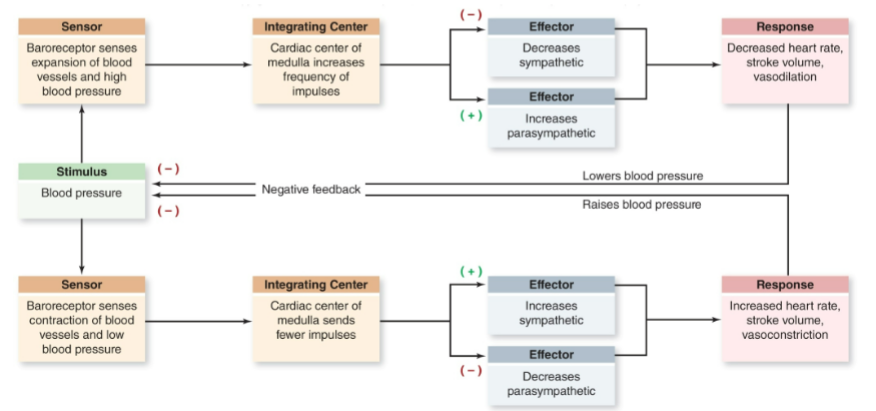 Sensor
Baroreceptor senses
expansion of blood
vessels and high
blood pressure
Integrating Center
Cardiac center of
medulla increases
frequency of
impulses
(-)
Effector
Decreases
sympathetic
Effector
(+)
Increases
parasympathetic
Response
Decreased heart rate,
stroke volume,
vasodilation
Stimulus
Blood pressure
(-)
(-)
Negative feedback
Lowers blood pressure
Raises blood pressure
Sensor
Baroreceptor senses
contraction of blood
vessels and low
blood pressure
Integrating Center
Cardiac center of
medulla sends
fewer impulses
(+)
Effector
Increases
sympathetic
Effector
(-)
Decreases
parasympathetic
Response
Increased heart rate,
stroke volume,
vasoconstriction